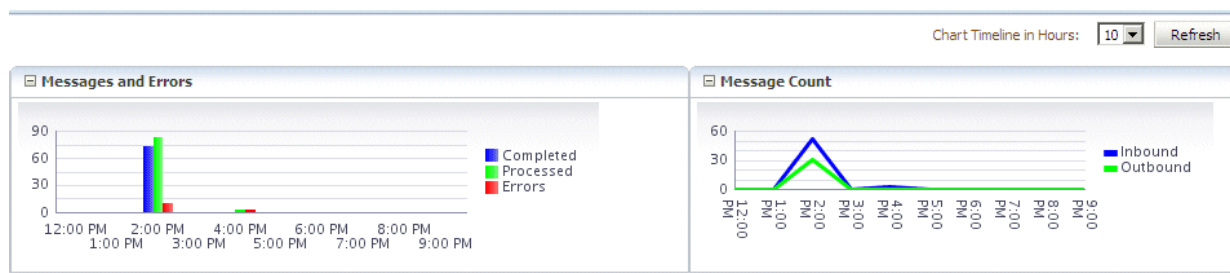 Chart Timeline in Hours: 10 Refresh
Messages and Errors
90
60
30
0
12:00 PM 2:00 PM 4:00 PM 6:00 PM 8:00 PM
1:00 PM 3:00 PM 5:00 PM 7:00 PM 9:00 PM
Completed
Processed
Errors
Message Count
60
30
0
12:00 PM
1:00 PM
2:00 PM
3:00 PM
4:00 PM
5:00 PM
6:00 PM
7:00 PM
8:00 PM
9:00 PM
Inbound
Outbound